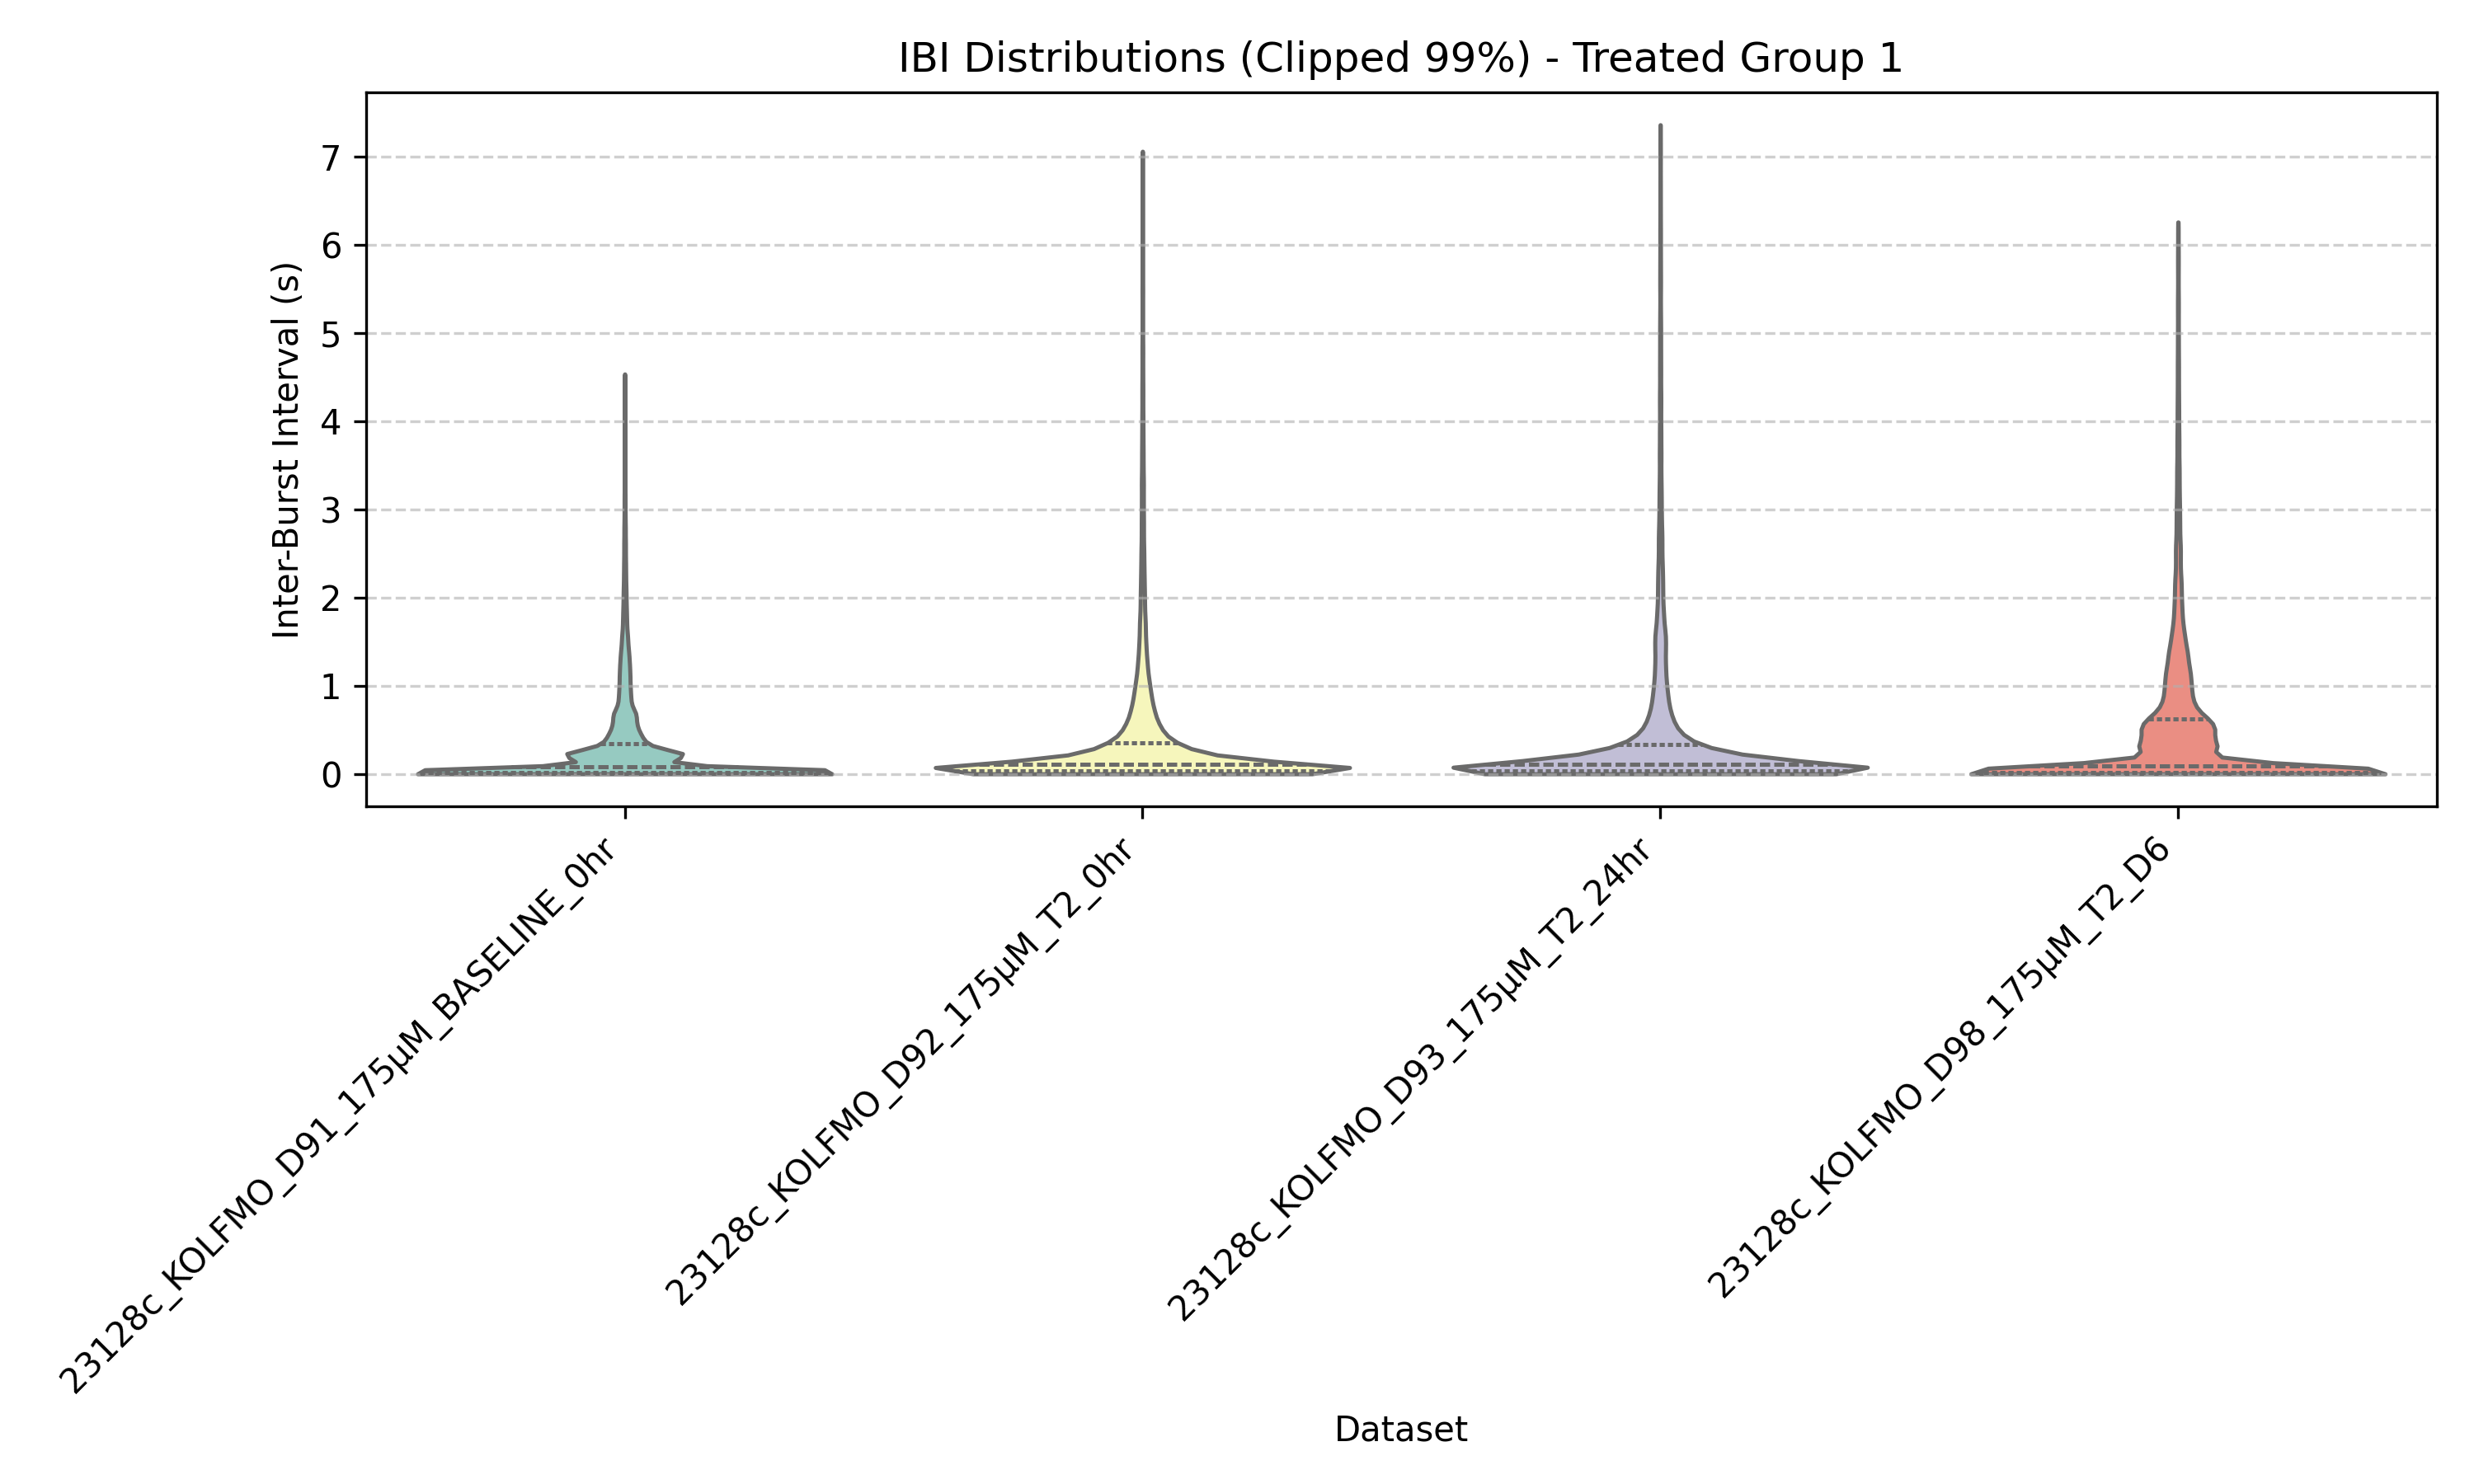 IBI Distributions (Clipped 99%) - Treated Group 1
Inter-Burst Interval (s)
7
6
5
4
3
2
1
0
23128c_KOLFMO_D91_175µM_BASELINE_0hr
23128c_KOLFMO_D92_175µM_T2_0hr
23128c_KOLFMO_D93_175µM_T2_24hr
23128c_KOLFMO_D98_175µM_T2_D6
Dataset